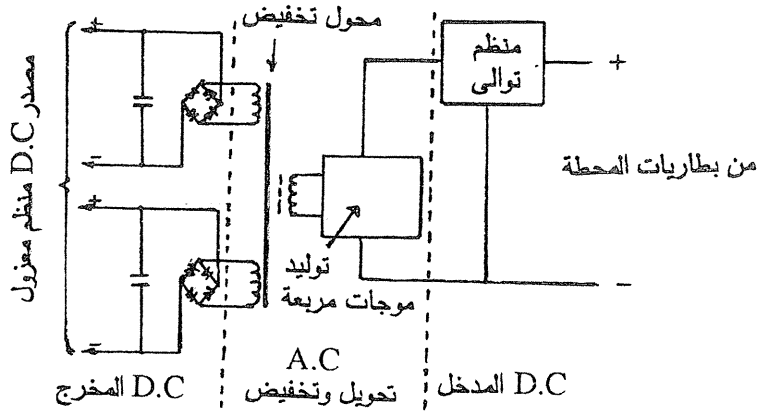 محول تخفيض
منظم
توالى
+
من بطاريات المحطة
-
توليد
موجات مربعة
مصدر D.C منظم معزول
+
-
+
-
D.C المدخل
A.C
تحويل وتخفيض
D.C المخرج